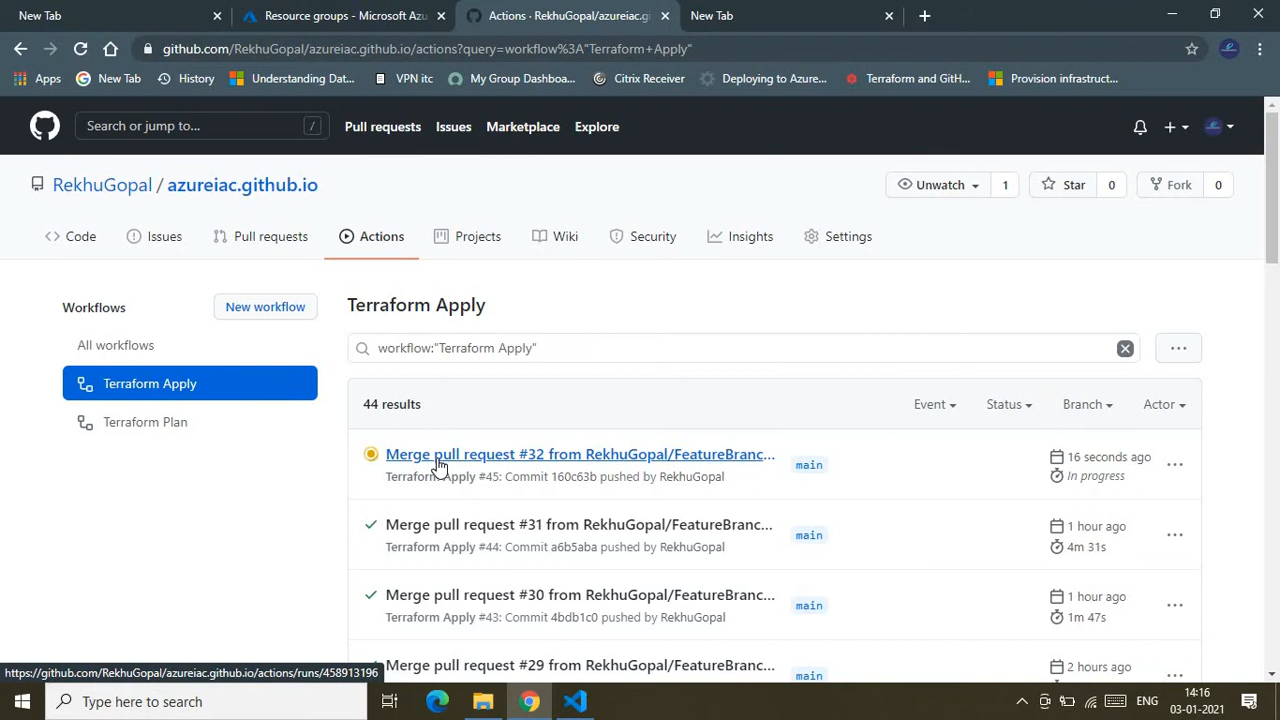 New Tab
Resource groups - Microsoft Azu
Actions · RekhuGopal/azureiac.gi
New Tab
github.com/RekhuGopal/azureiac.github.io/actions?query=workflow%3A"Terraform+Apply"
Apps
New Tab
History
Understanding Dat...
VPN itc
My Group Dashboa...
Citrix Receiver
Deploying to Azure...
Terraform and GitH...
Provision infrastruct...
Search or jump to...
/
Pull requests
Issues
Marketplace
Explore
RekhuGopal / azureiac.github.io
Unwatch
1
Star
0
Fork
0
Code
Issues
Pull requests
Actions
Projects
Wiki
Security
Insights
Settings
Workflows
New workflow
All workflows
Terraform Apply
Terraform Plan
Terraform Apply
workflow:"Terraform Apply"
44 results
Event
Status
Branch
Actor
Merge pull request #32 from RekhuGopal/FeatureBranc...
Terraform Apply #45: Commit 160c63b pushed by RekhuGopal
main
16 seconds ago
In progress
Merge pull request #31 from RekhuGopal/FeatureBranc...
Terraform Apply #44: Commit a6b5aba pushed by RekhuGopal
main
1 hour ago
4m 31s
Merge pull request #30 from RekhuGopal/FeatureBranc...
Terraform Apply #43: Commit 4bdb1c0 pushed by RekhuGopal
main
1 hour ago
1m 47s
Merge pull request #29 from RekhuGopal/FeatureBranc...
main
2 hours ago
https://github.com/RekhuGopal/azureiac.github.io/actions/runs/458913196
Type here to search
ENG
14:16
03-01-2021